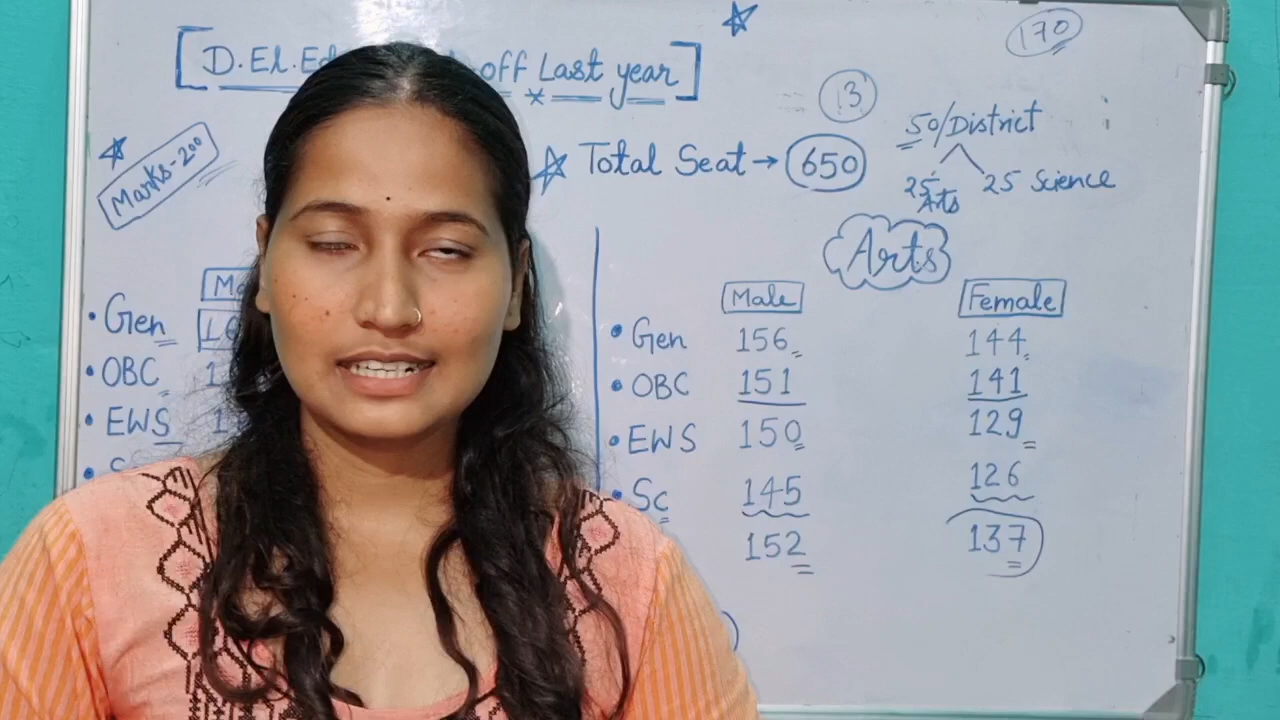 170
D.El.Ed off Last year
13
50/District
Marks-200
Total Seat → 650
25 Arts 25 Science
Arts
Male Female
Gen
OBC
EWS
Gen 156 144
OBC 151 141
EWS 150 129
Sc 145 126
152 137